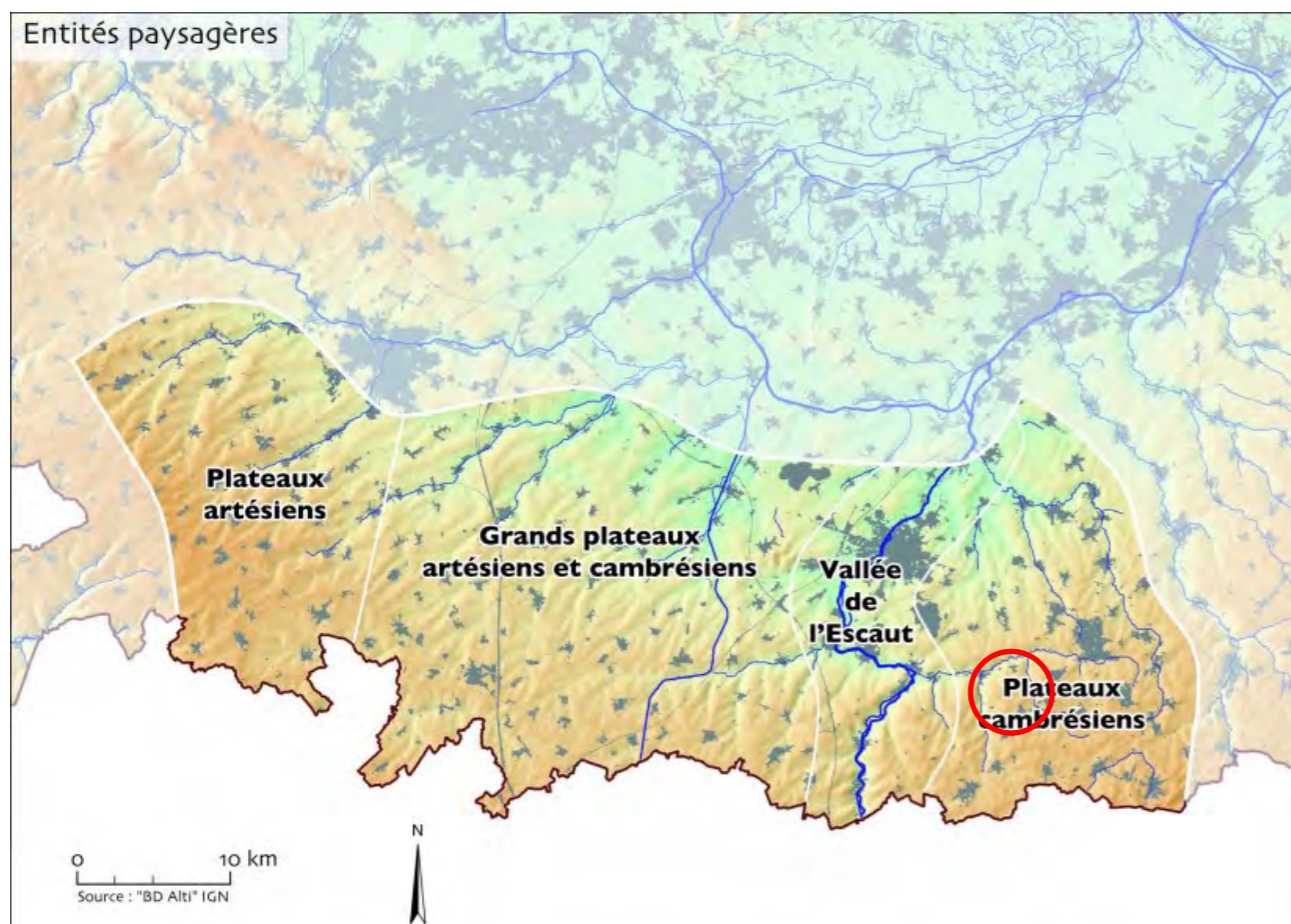 Entités paysagères
Plateaux
artésiens
Grands plateaux
artésiens et cambrésiens
Vallée
de
l'Escaut
Plateaux
cambrésiens
0 10 km
Source : "BD Alti" IGN
N